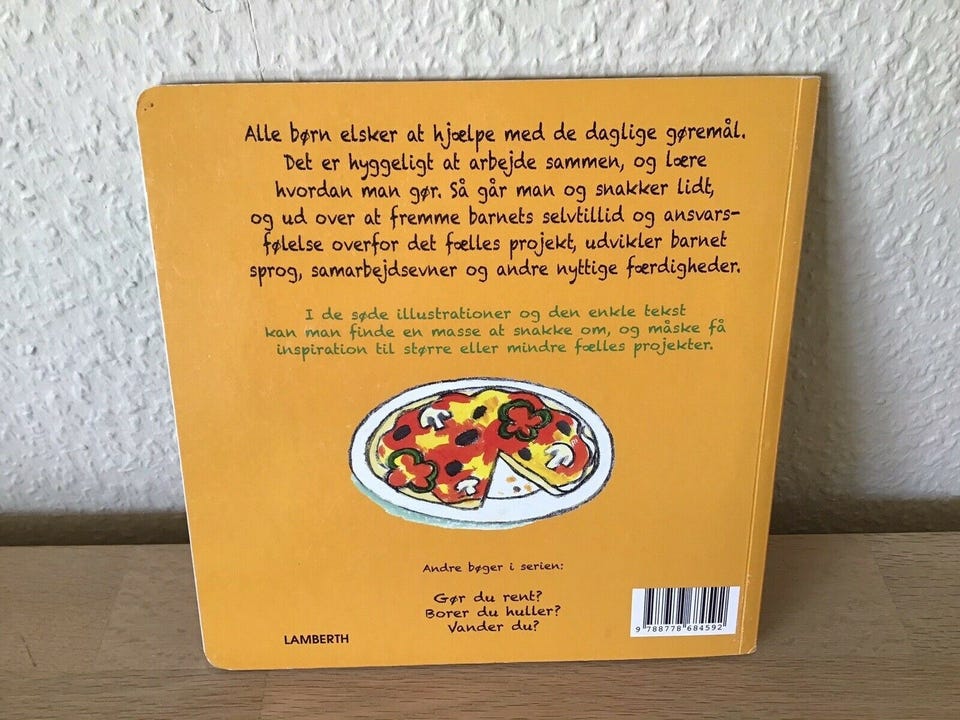 Alle børn elsker at hjælpe med de daglige gøremål.
Det er hyggeligt at arbejde sammen, og lære
hvordan man gør. Så går man og snakker lidt,
og ud over at fremme barnets selvtillid og ansvars-
følelse overfor det fælles projekt, udvikler barnet
sprog, samarbejdsevner og andre nyttige færdigheder.
I de søde illustrationer og den enkle tekst
kan man finde en masse at snakke om, og måske få
inspiration til større eller mindre fælles projekter.
Andre bøger i serien:
Gør du rent?
Borer du huller?
Vander du?
LAMBERTH
9 788778 684592